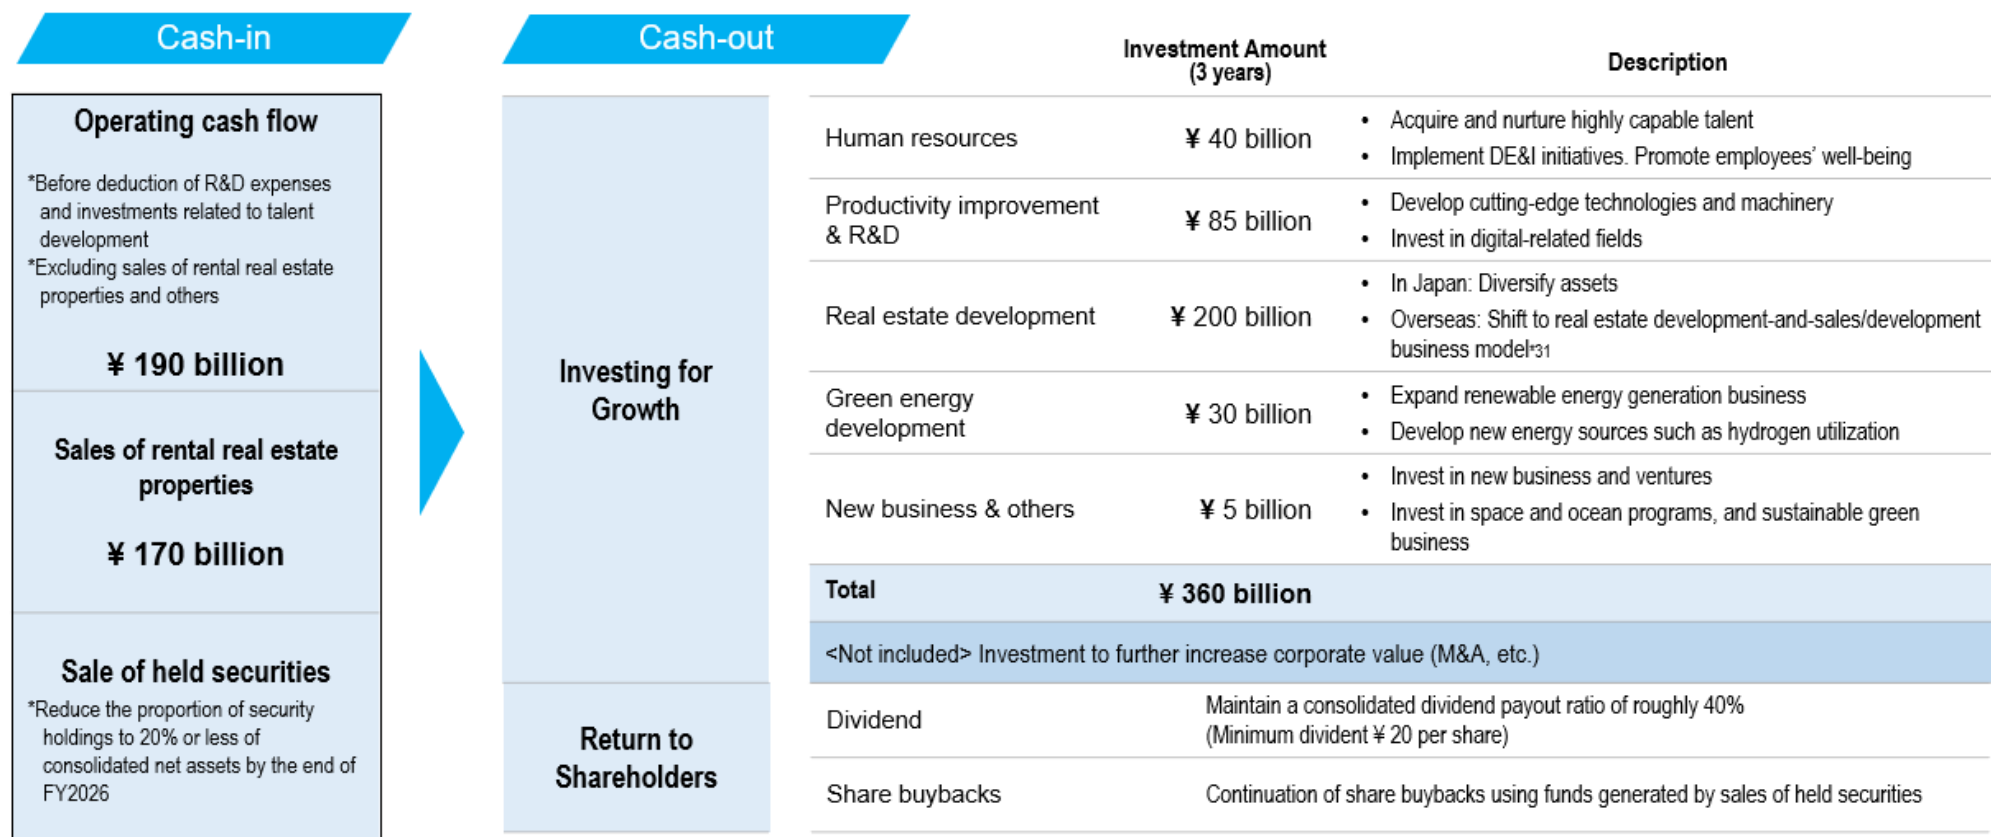 Cash-in
Operating cash flow
*Before deduction of R&D expenses
and investments related to talent
development
*Excluding sales of rental real estate
properties and others
¥ 190 billion
Sales of rental real estate
properties
¥ 170 billion
Sale of held securities
*Reduce the proportion of security
holdings to 20% or less of
consolidated net assets by the end of
FY2026
Cash-out
Investment Amount
(3 years)
Description
Investing for
Growth
Human resources
¥ 40 billion
• Acquire and nurture highly capable talent
• Implement DE&I initiatives. Promote employees' well-being
Productivity improvement
& R&D
¥ 85 billion
• Develop cutting-edge technologies and machinery
• Invest in digital-related fields
Real estate development
¥ 200 billion
• In Japan: Diversify assets
• Overseas: Shift to real estate development-and-sales/development
business model*31
Green energy
development
¥ 30 billion
• Expand renewable energy generation business
• Develop new energy sources such as hydrogen utilization
New business & others
¥ 5 billion
• Invest in new business and ventures
• Invest in space and ocean programs, and sustainable green
business
Total
¥ 360 billion
<Not included> Investment to further increase corporate value (M&A, etc.)
Return to
Shareholders
Dividend
Maintain a consolidated dividend payout ratio of roughly 40%
(Minimum divident ¥ 20 per share)
Share buybacks
Continuation of share buybacks using funds generated by sales of held securities